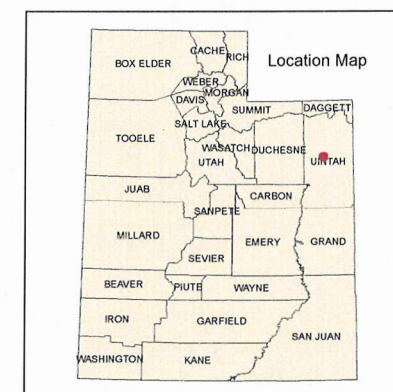 Location Map
CACHE
RICH
BOX ELDER
WEBER
MORGAN
DAVIS
SUMMIT
DAGGETT
SALT LAKE
TOOELE
WASATCH
DUCHESNE
UTAH
UINTAH
JUAB
CARBON
SANPETE
MILLARD
EMERY
GRAND
SEVIER
BEAVER
PIUTE
WAYNE
IRON
GARFIELD
SAN JUAN
WASHINGTON
KANE